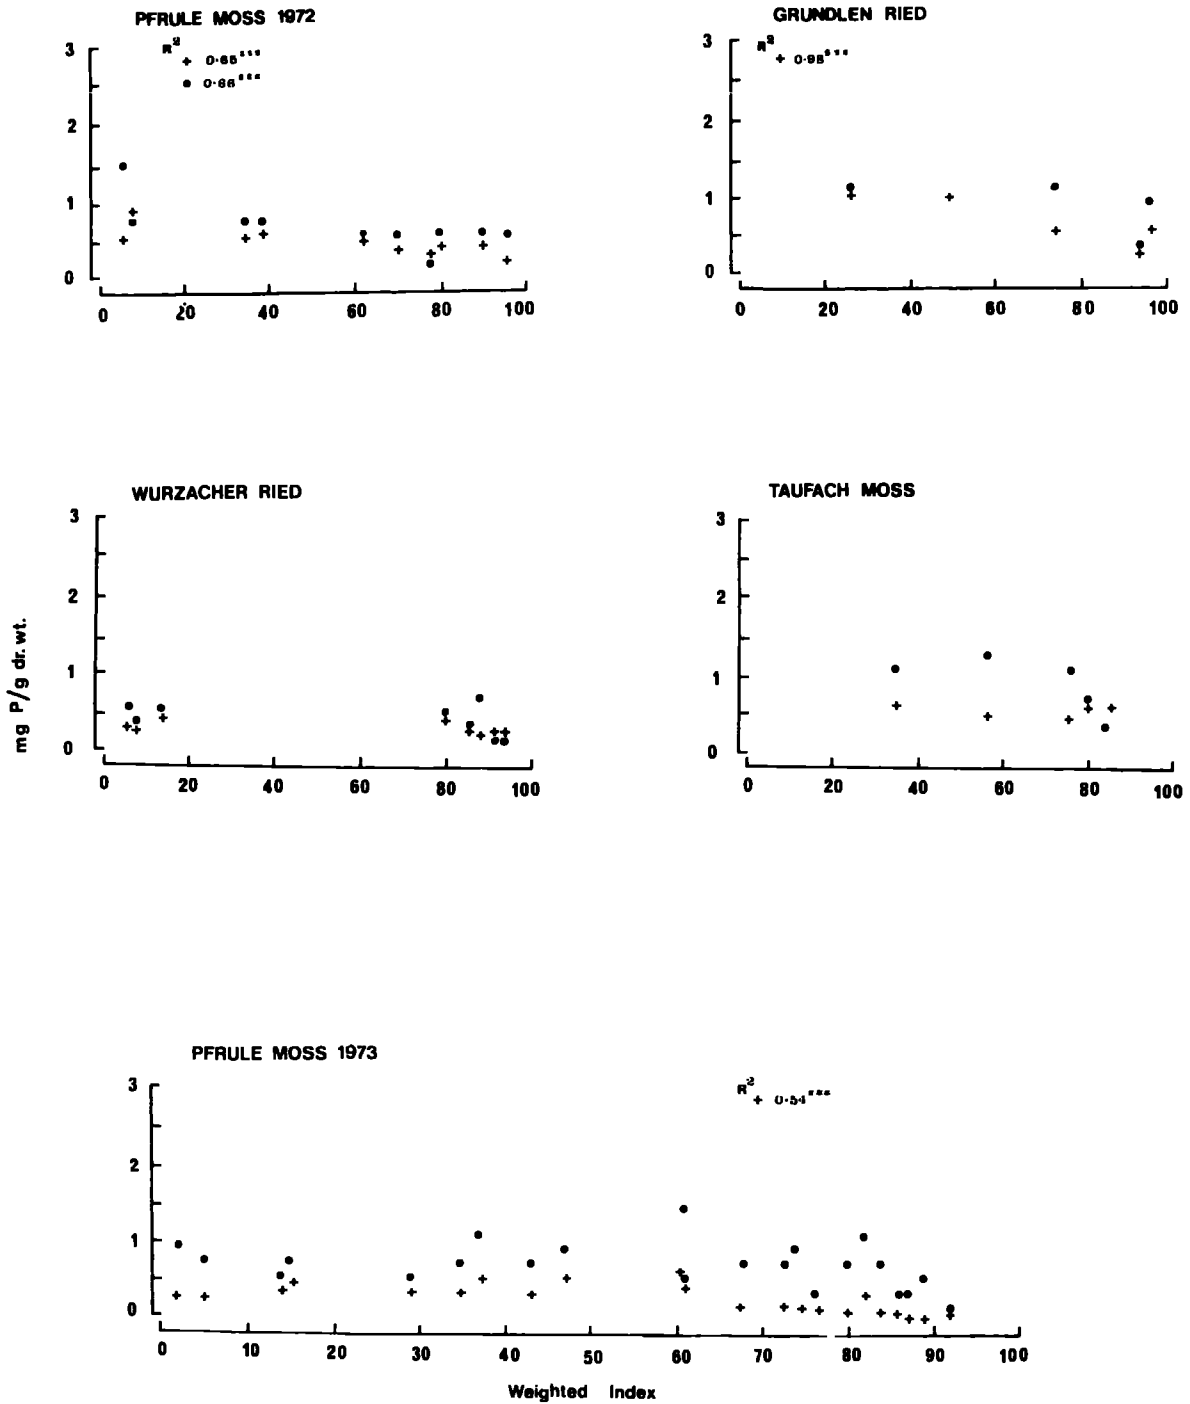 PFRULE MOSS 1972
R²
+ 0·65***
• 0·86***
3
2
1
0
0 20 40 60 80 100
GRUNDLEN RIED
R²
+ 0·98***
3
2
1
0
0 20 40 60 80 100
WURZACHER RIED
3
2
1
0
0 20 40 60 80 100
TAUFACH MOSS
3
2
1
0
0 20 40 60 80 100
mg P/g dr. wt.
PFRULE MOSS 1973
R²
+ 0·54***
3
2
1
0
0 10 20 30 40 50 60 70 80 90 100
Weighted Index